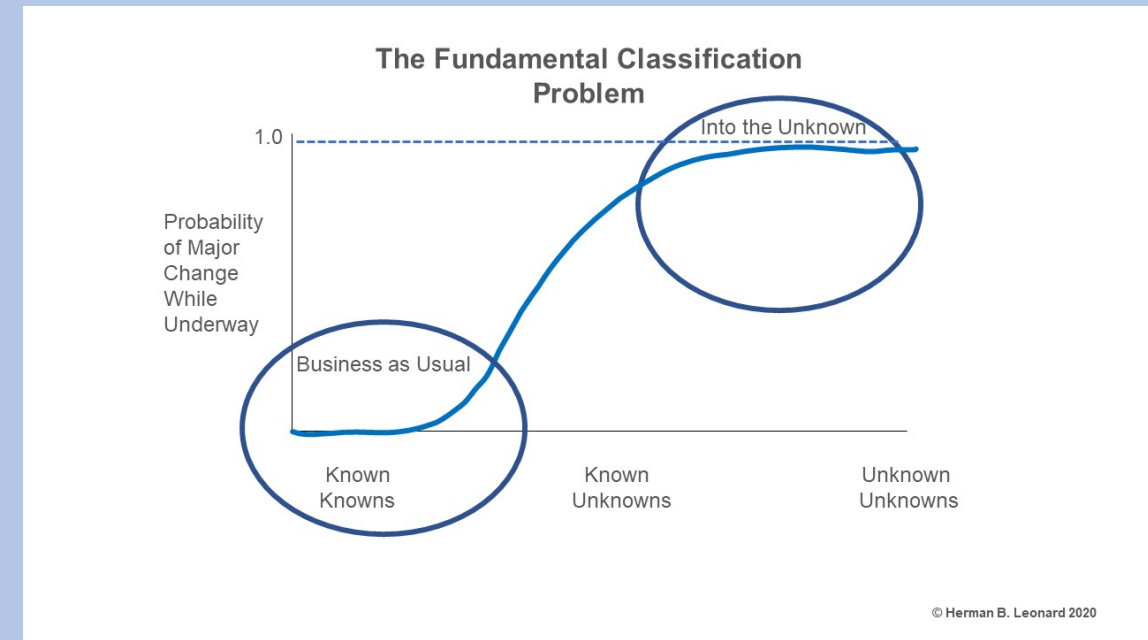 The Fundamental Classification
Problem
1.0
Into the Unknown
Probability
of Major
Change
While
Underway
Business as Usual
Known
Knowns
Known
Unknowns
Unknown
Unknowns
© Herman B. Leonard 2020